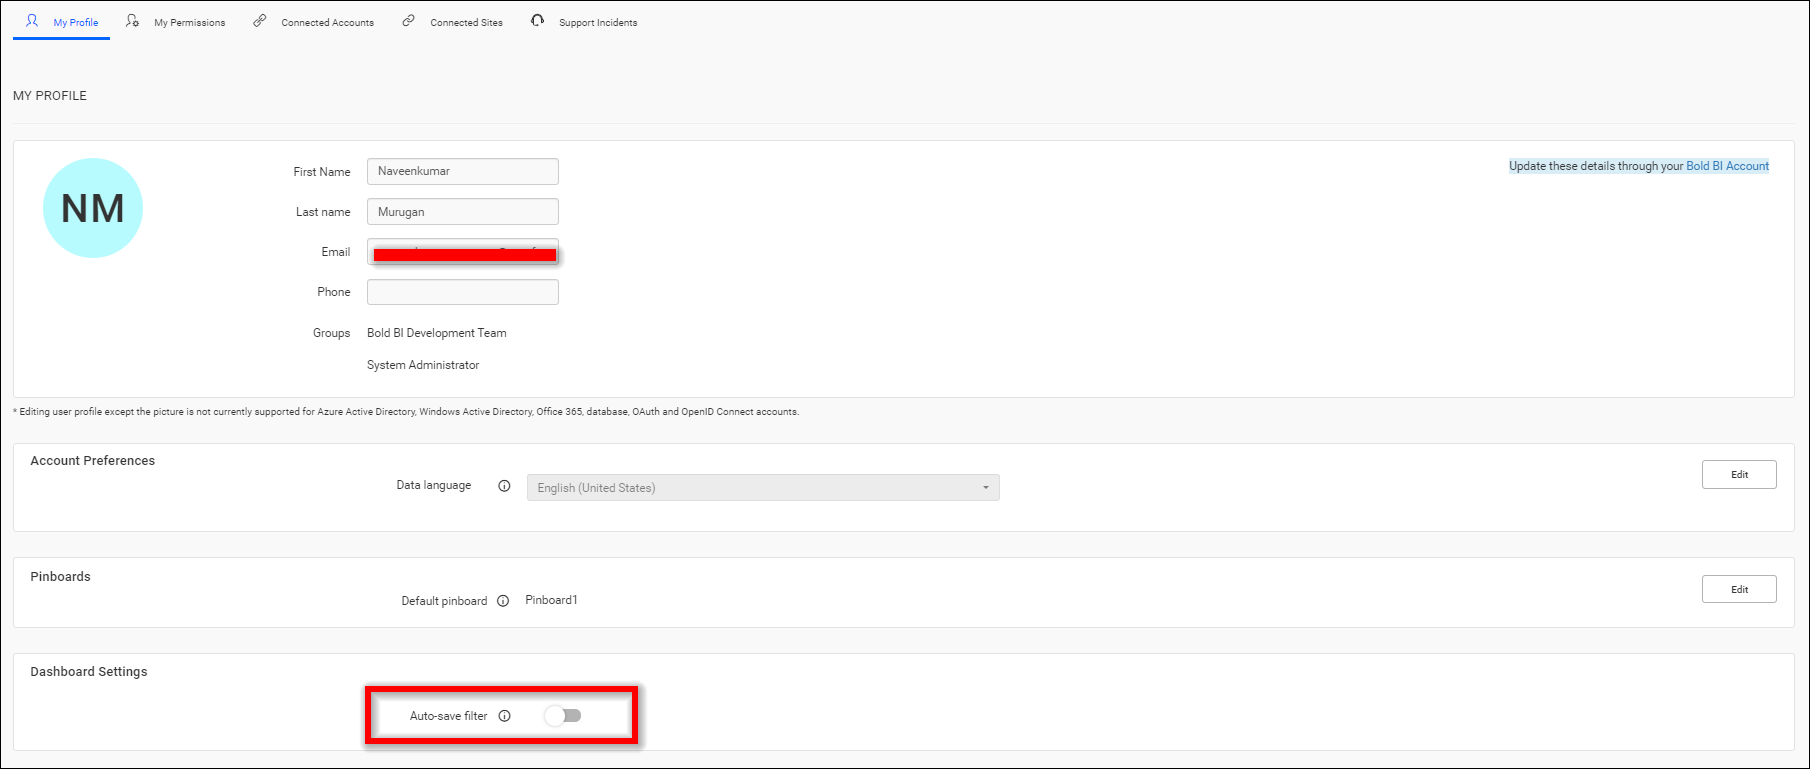 My Profile My Permissions Connected Accounts Connected Sites Support Incidents
MY PROFILE
NM
First Name Naveenkumar
Update these details through your Bold BI Account
Last name Murugan
Email
Phone
Groups Bold BI Development Team
System Administrator
* Editing user profile except the picture is not currently supported for Azure Active Directory, Windows Active Directory, Office 365, database, OAuth and OpenID Connect accounts.
Account Preferences
Data language English (United States)
Edit
Pinboards
Default pinboard Pinboard1
Edit
Dashboard Settings
Auto-save filter